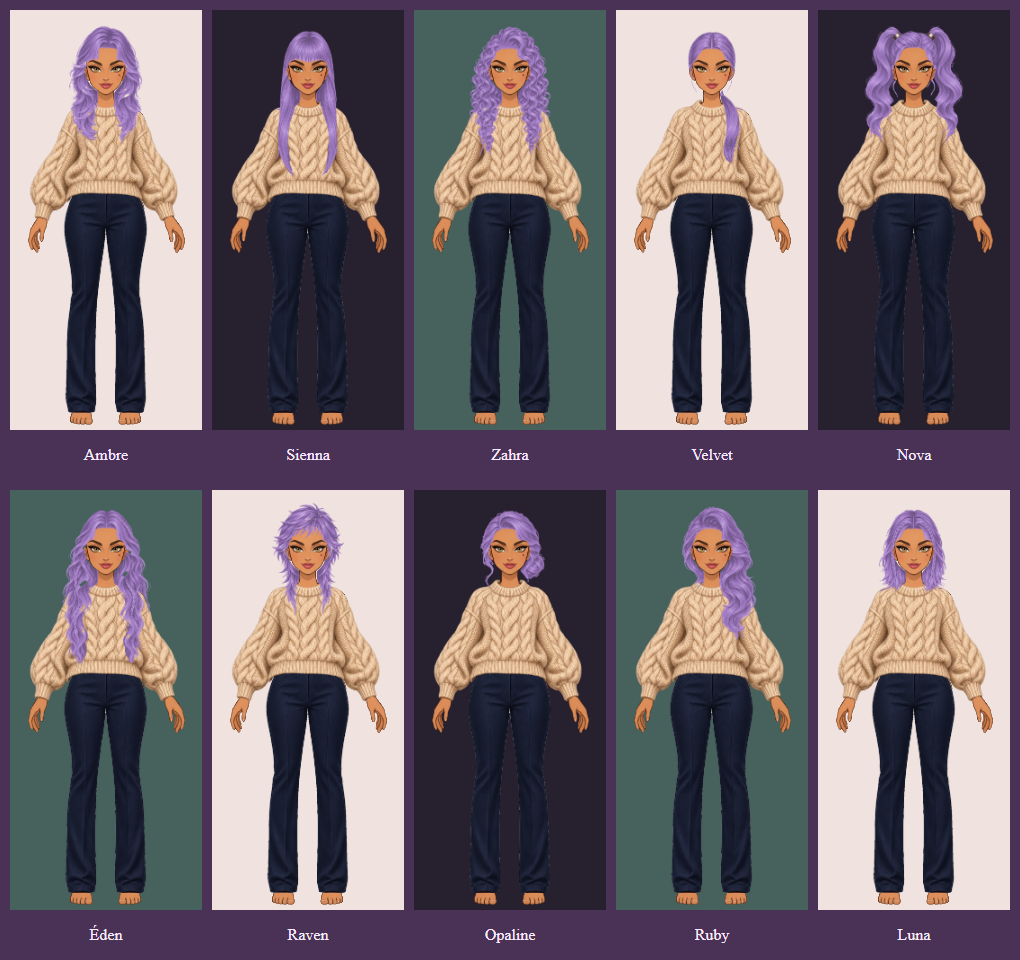 Ambre
Sienna
Zahra
Velvet
Nova
Éden
Raven
Opaline
Ruby
Luna